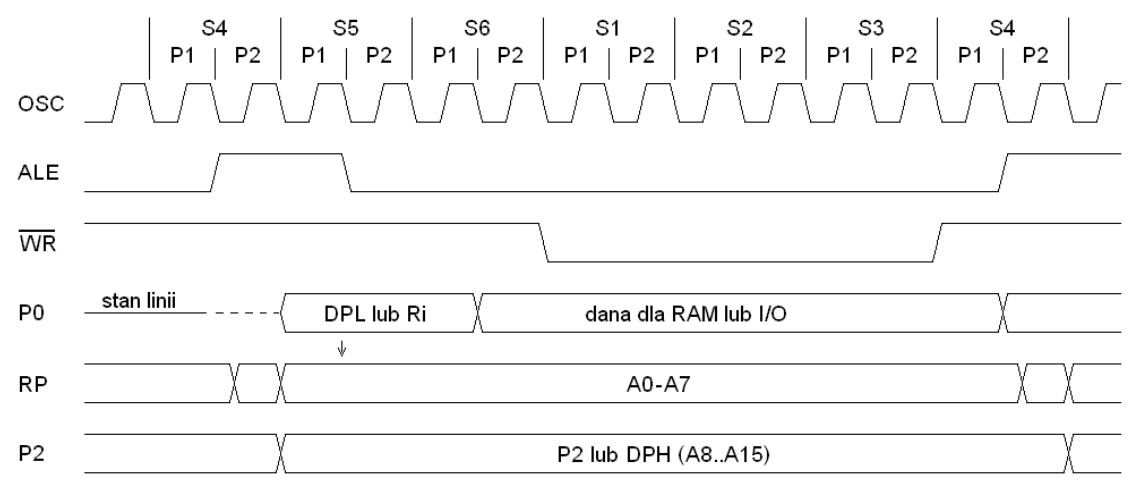 S4 S5 S6 S1 S2 S3 S4
P1 P2 P1 P2 P1 P2 P1 P2 P1 P2 P1 P2 P1 P2
OSC
ALE
WR
P0 stan linii DPL lub Ri dana dla RAM lub I/O
RP A0-A7
P2 P2 lub DPH (A8..A15)